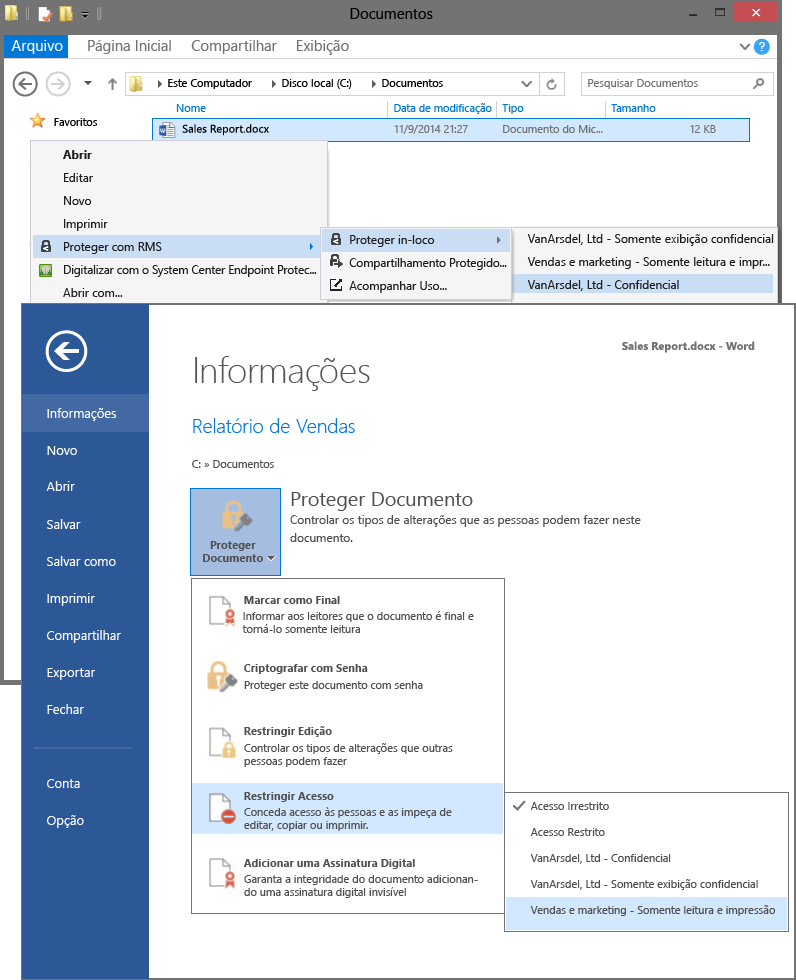 Documentos
Arquivo Página Inicial Compartilhar Exibição
Este Computador Disco local (C:) Documentos
Pesquisar Documentos
Nome Data de modificação Tipo Tamanho
Favoritos
Sales Report.docx 11/9/2014 21:27 Documento do Mic... 12 KB
Abrir
Editar
Novo
Imprimir
Proteger com RMS
Digitalizar com o System Center Endpoint Protec...
Abrir com...
Proteger in-loco
Compartilhamento Protegido...
Acompanhar Uso...
VanArsdel, Ltd - Somente exibição confidencial
Vendas e marketing - Somente leitura e impr...
VanArsdel, Ltd - Confidencial
Sales Report.docx - Word
Informações
Novo
Abrir
Salvar
Salvar como
Imprimir
Compartilhar
Exportar
Fechar
Conta
Opção
Informações
Relatório de Vendas
C: » Documentos
Proteger
Documento
Proteger Documento
Controlar os tipos de alterações que as pessoas podem fazer neste
documento.
Marcar como Final
Informar aos leitores que o documento é final e
torná-lo somente leitura
Criptografar com Senha
Proteger este documento com senha
Restringir Edição
Controlar os tipos de alterações que outras
pessoas podem fazer
Restringir Acesso
Conceda acesso às pessoas e as impeça de
editar, copiar ou imprimir.
Adicionar uma Assinatura Digital
Garanta a integridade do documento adicionan-
do uma assinatura digital invisível
Acesso Irrestrito
Acesso Restrito
VanArsdel, Ltd - Confidencial
VanArsdel, Ltd - Somente exibição confidencial
Vendas e marketing - Somente leitura e impressão